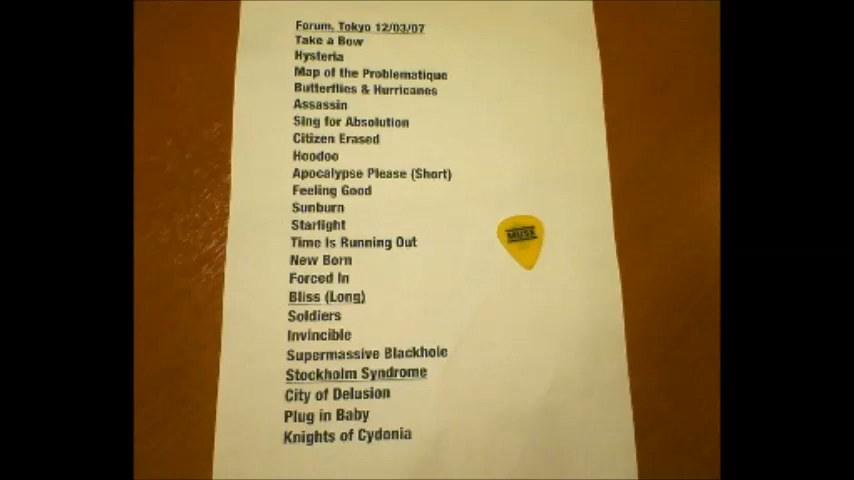 Forum, Tokyo 12/03/07
Take a Bow
Hysteria
Map of the Problematique
Butterflies & Hurricanes
Assassin
Sing for Absolution
Citizen Erased
Hoodoo
Apocalypse Please (Short)
Feeling Good
Sunburn
Starlight
Time Is Running Out
New Born
Forced In
Bliss (Long)
Soldiers
Invincible
Supermassive Blackhole
Stockholm Syndrome
City of Delusion
Plug in Baby
Knights of Cydonia
MUSE